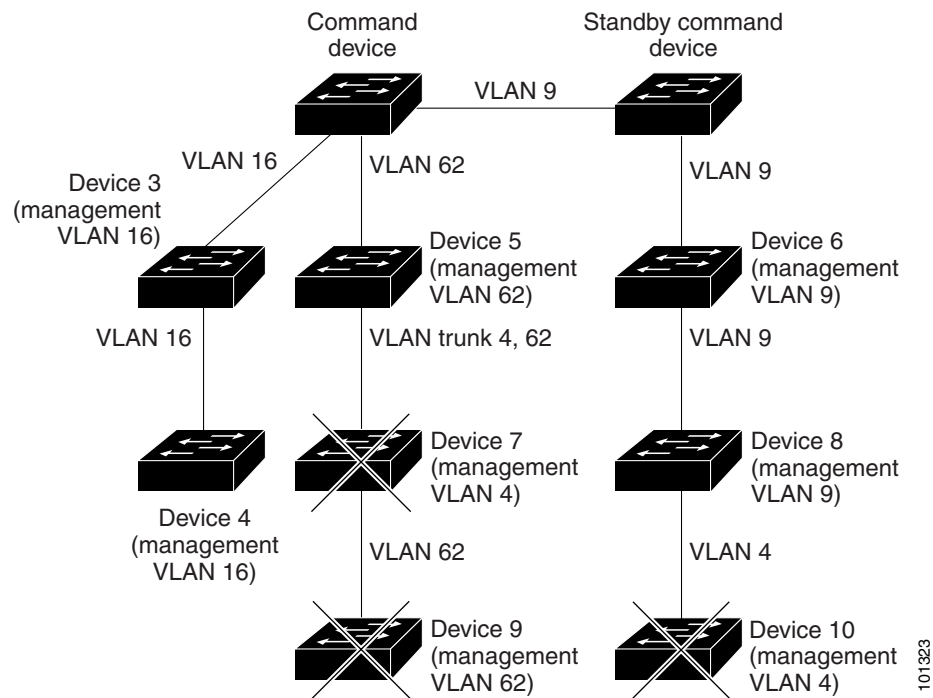 Command
device
Standby command
device
VLAN 9
VLAN 16
VLAN 62
VLAN 9
Device 3
(management
VLAN 16)
Device 5
(management
VLAN 62)
Device 6
(management
VLAN 9)
VLAN 16
VLAN trunk 4, 62
VLAN 9
Device 7
(management
VLAN 4)
Device 8
(management
VLAN 9)
Device 4
(management
VLAN 16)
VLAN 62
VLAN 4
Device 9
(management
VLAN 62)
Device 10
(management
VLAN 4)
101323